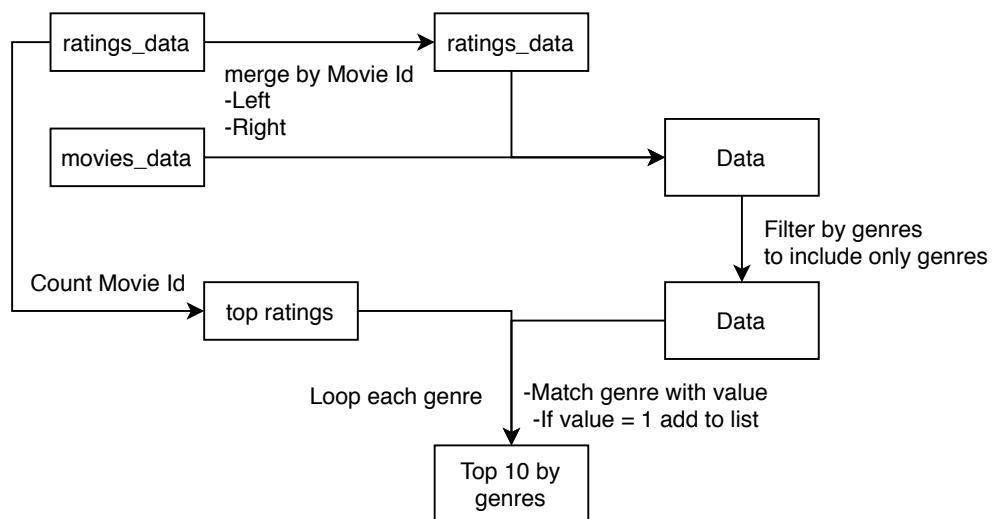 ratings_data
ratings_data
merge by Movie Id
-Left
-Right
movies_data
Data
Filter by genres
to include only genres
Count Movie Id
top ratings
Data
Loop each genre
-Match genre with value
-If value = 1 add to list
Top 10 by
genres